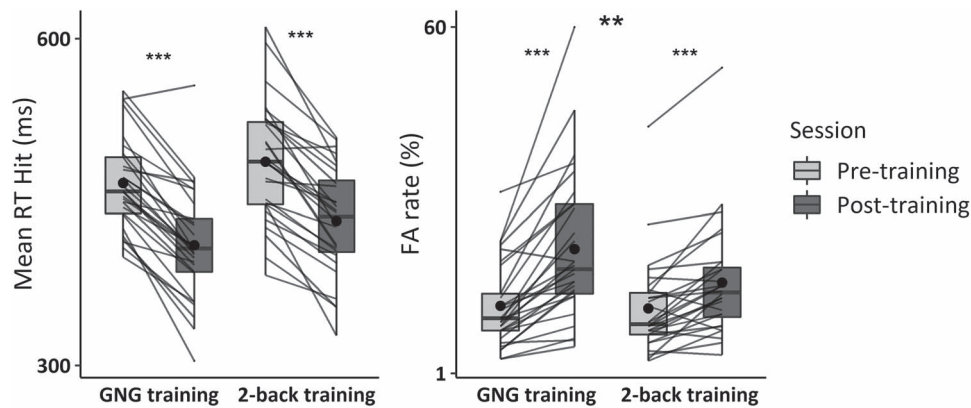 600
***
***
Mean RT Hit (ms)
300
GNG training 2-back training
60
**
***
***
FA rate (%)
1
GNG training 2-back training
Session
Pre-training
Post-training